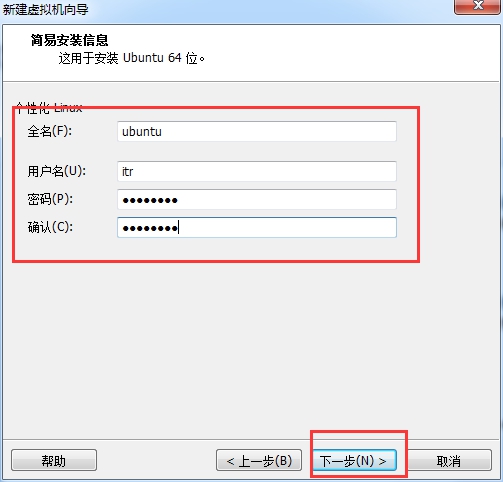 新建虚拟机向导
简易安装信息
这用于安装 Ubuntu 64 位。
个性化 Linux
全名(F): ubuntu
用户名(U): itr
密码(P): ●●●●●●●●
确认(C): ●●●●●●●●
帮助 < 上一步(B) 下一步(N) > 取消